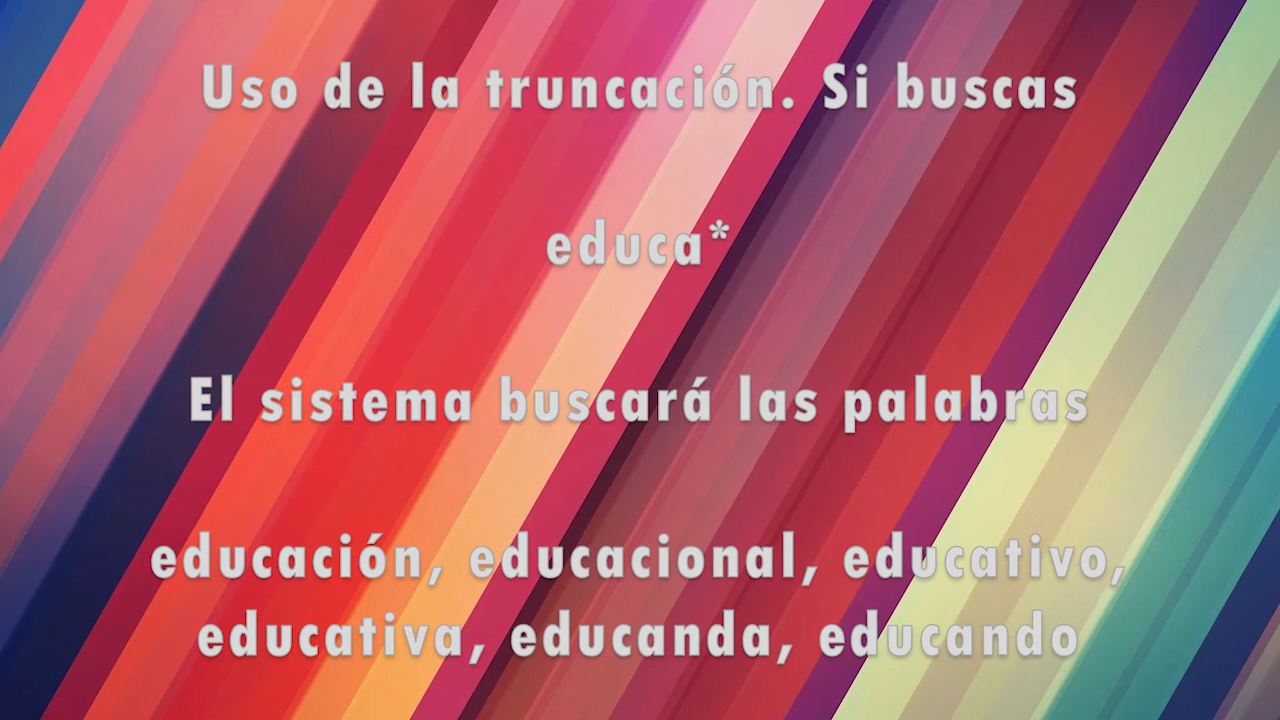 Uso de la truncación. Si buscas
educa*
El sistema buscará las palabras
educación, educacional, educativo,
educativa, educanda, educando